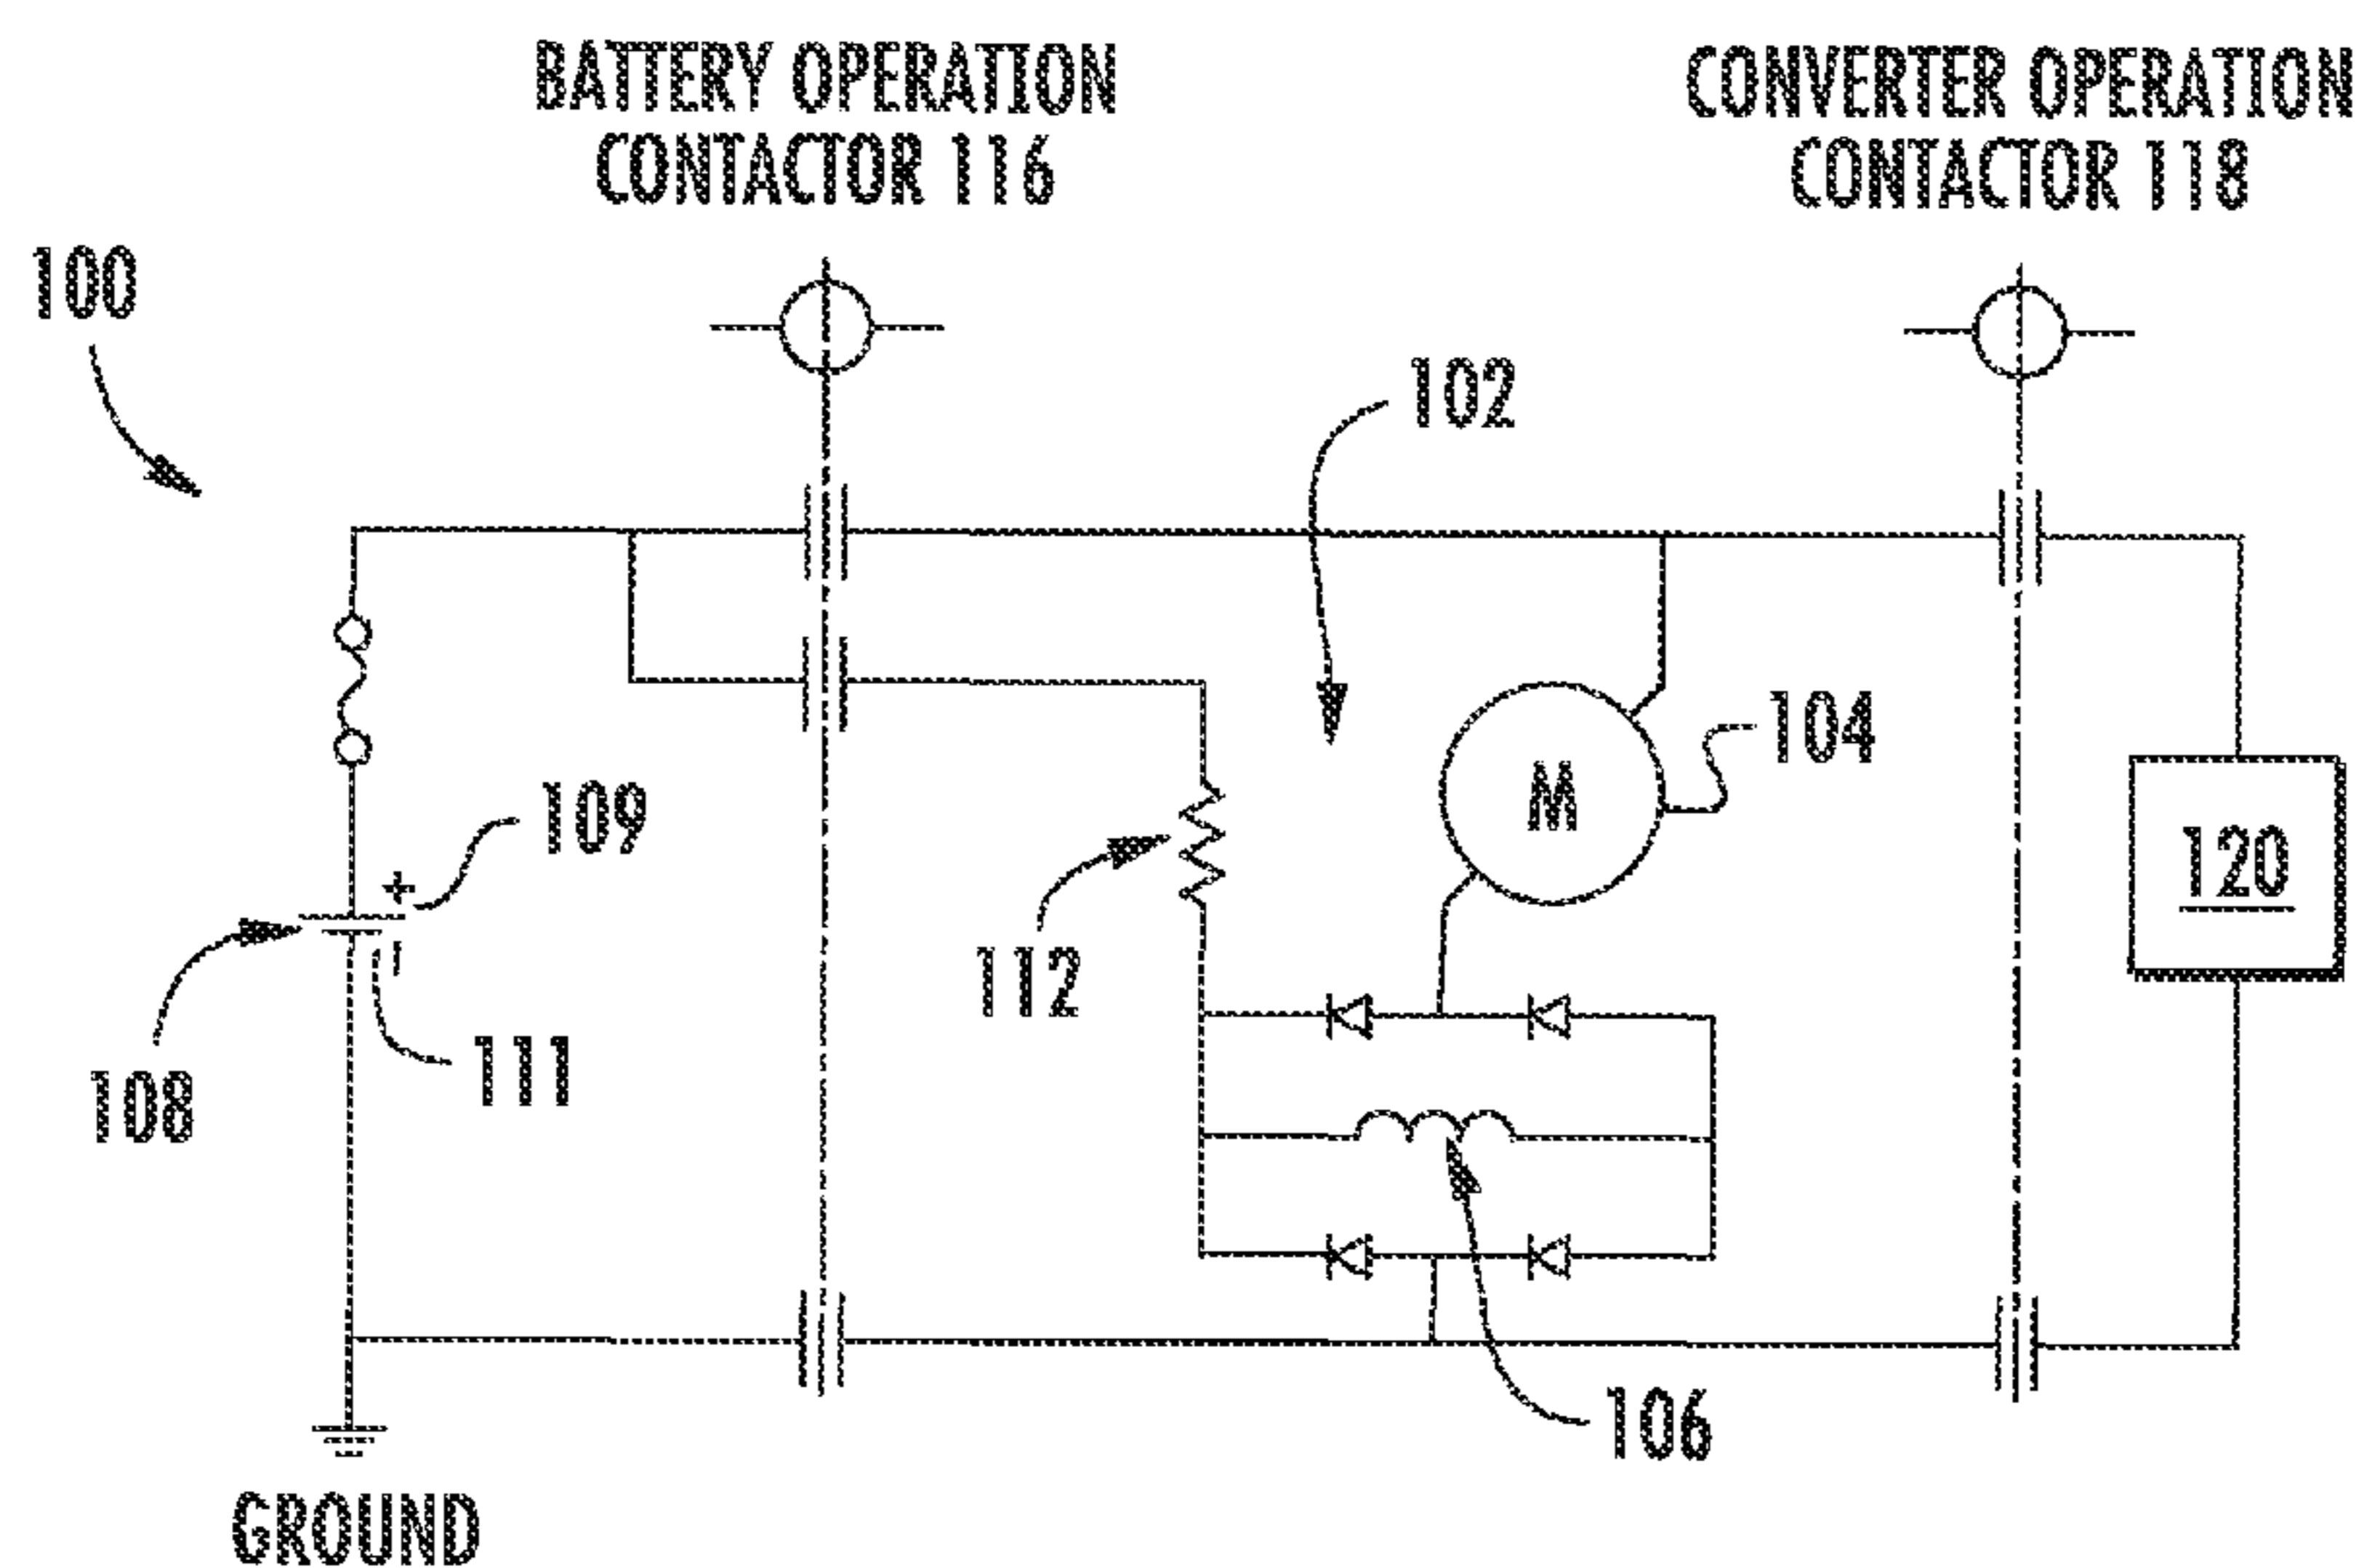 BATTERY OPERATION
CONTACTOR 116
CONVERTER OPERATION
CONTACTOR 118
100
102
104
M
109
120
112
108
111
106
GROUND
+
−